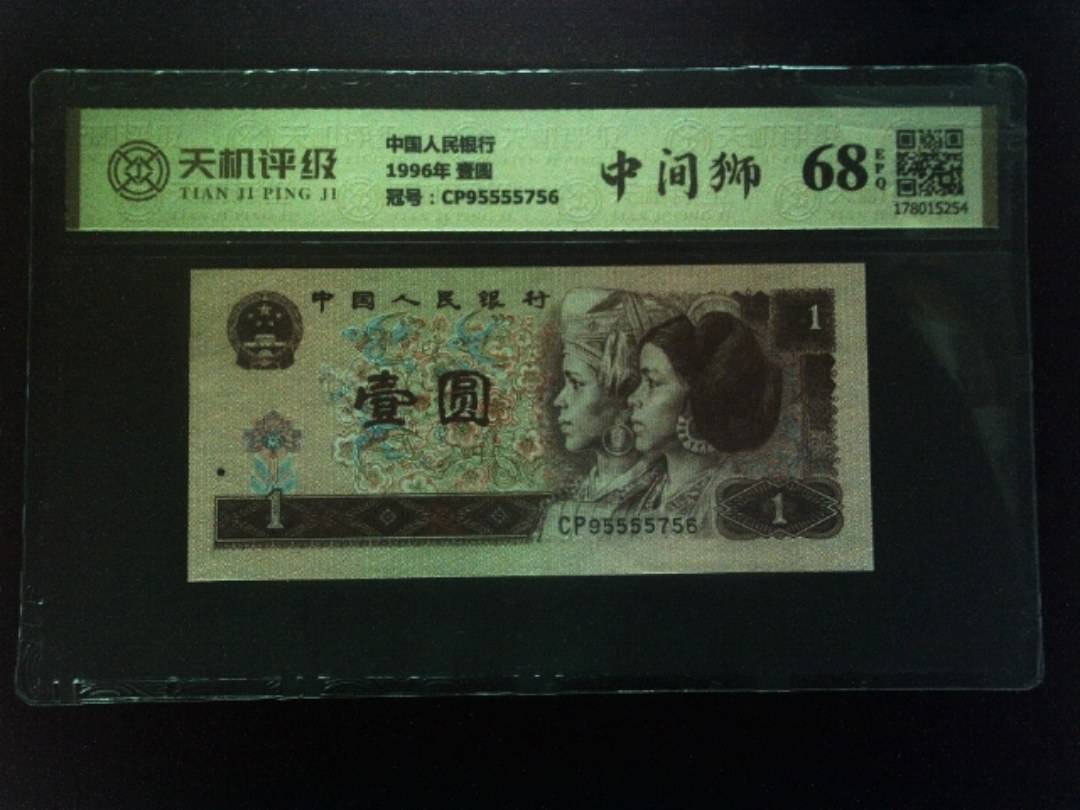 天机评级
TIAN JI PING JI
中国人民银行
1996年 壹圆
冠号：CP95555756
中间狮
68
EPQ
178015254
中国人民银行
1
壹圆
1
CP95555756
1